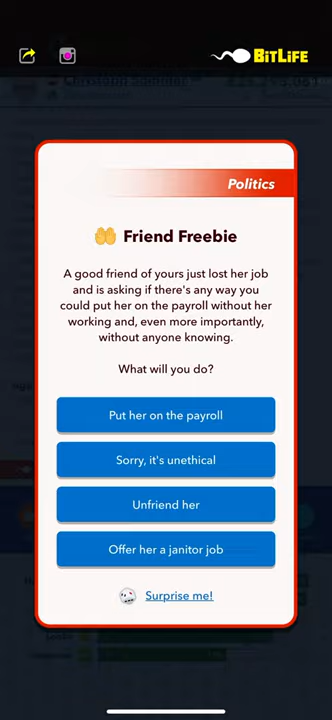 BitLife
Politics
🤲 Friend Freebie
A good friend of yours just lost her job
and is asking if there's any way you
could put her on the payroll without her
working and, even more importantly,
without anyone knowing.
What will you do?
Put her on the payroll
Sorry, it's unethical
Unfriend her
Offer her a janitor job
Surprise me!